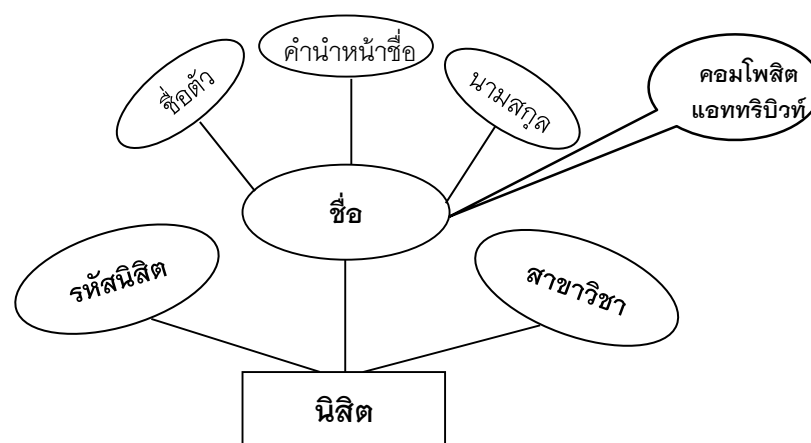 คำนำหน้าชื่อ
ชื่อตัว
นามสกุล
คอมโพสิต
แอททริบิวท์
ชื่อ
รหัสนิสิต
สาขาวิชา
นิสิต